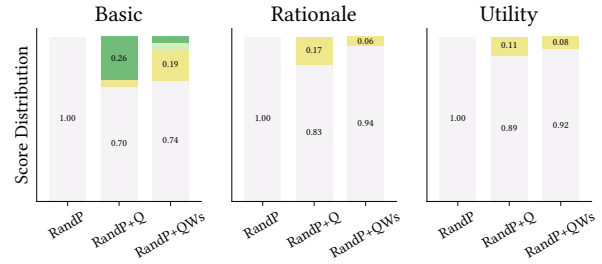 Basic
Rationale
Utility
Score Distribution
1.00
0.26
0.70
0.19
0.74
1.00
0.17
0.83
0.06
0.94
1.00
0.11
0.89
0.08
0.92
RandP
RandP+Q
RandP+QWs
RandP
RandP+Q
RandP+QWs
RandP
RandP+Q
RandP+QWs